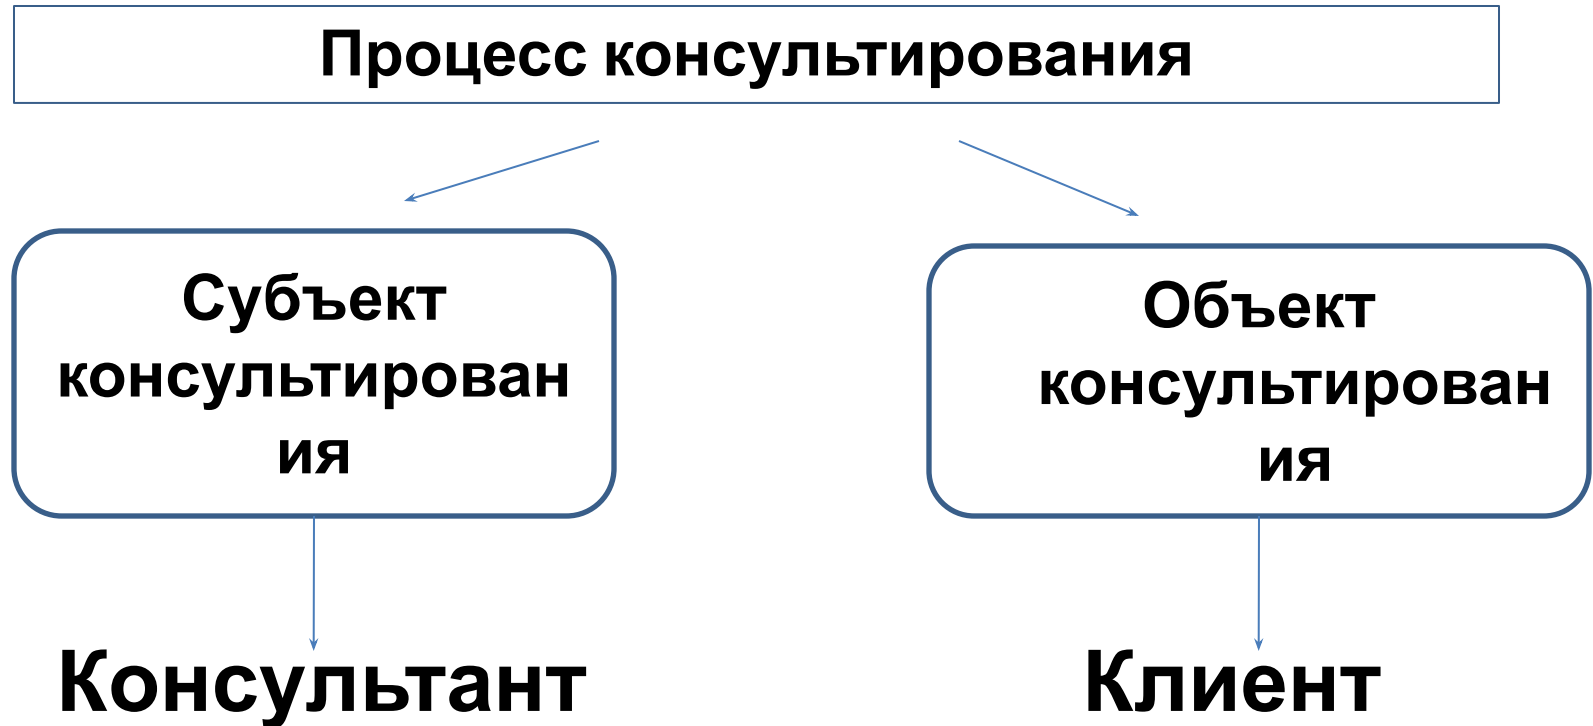 Процесс консультирования
Субъект
консультирован
ия
Объект
консультирован
ия
Консультант
Клиент